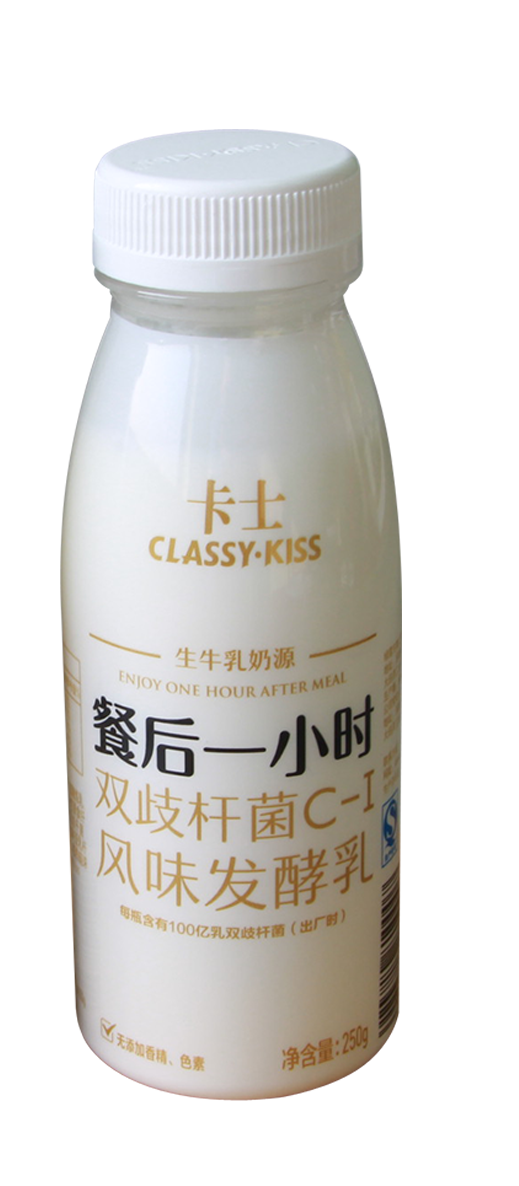 卡士
CLASSY·KISS
生牛乳奶源
ENJOY ONE HOUR AFTER MEAL
餐后一小时
双歧杆菌C-I
风味发酵乳
每瓶含有100亿乳双歧杆菌（出厂时）
无添加香精、色素
净含量:250g